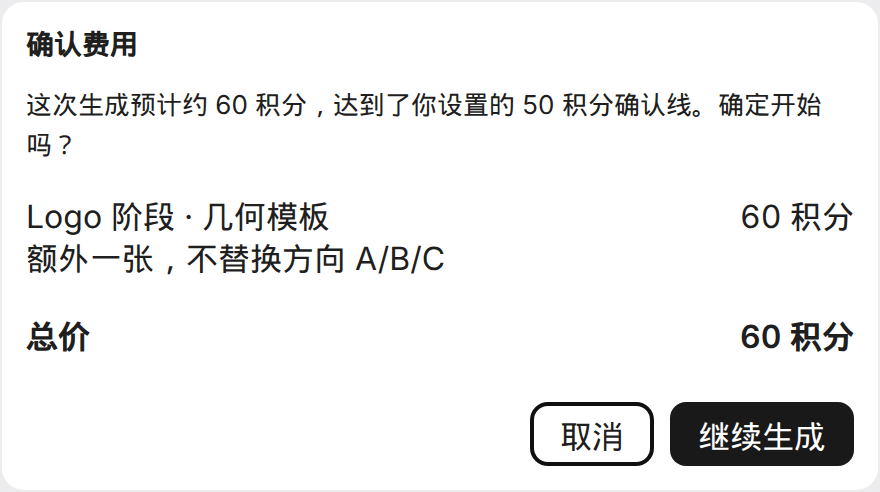 确认费用
这次生成预计约 60 积分，达到了你设置的 50 积分确认线。确定开始
吗？
Logo 阶段 · 几何模板 60 积分
额外一张，不替换方向 A/B/C
总价 60 积分
取消 继续生成